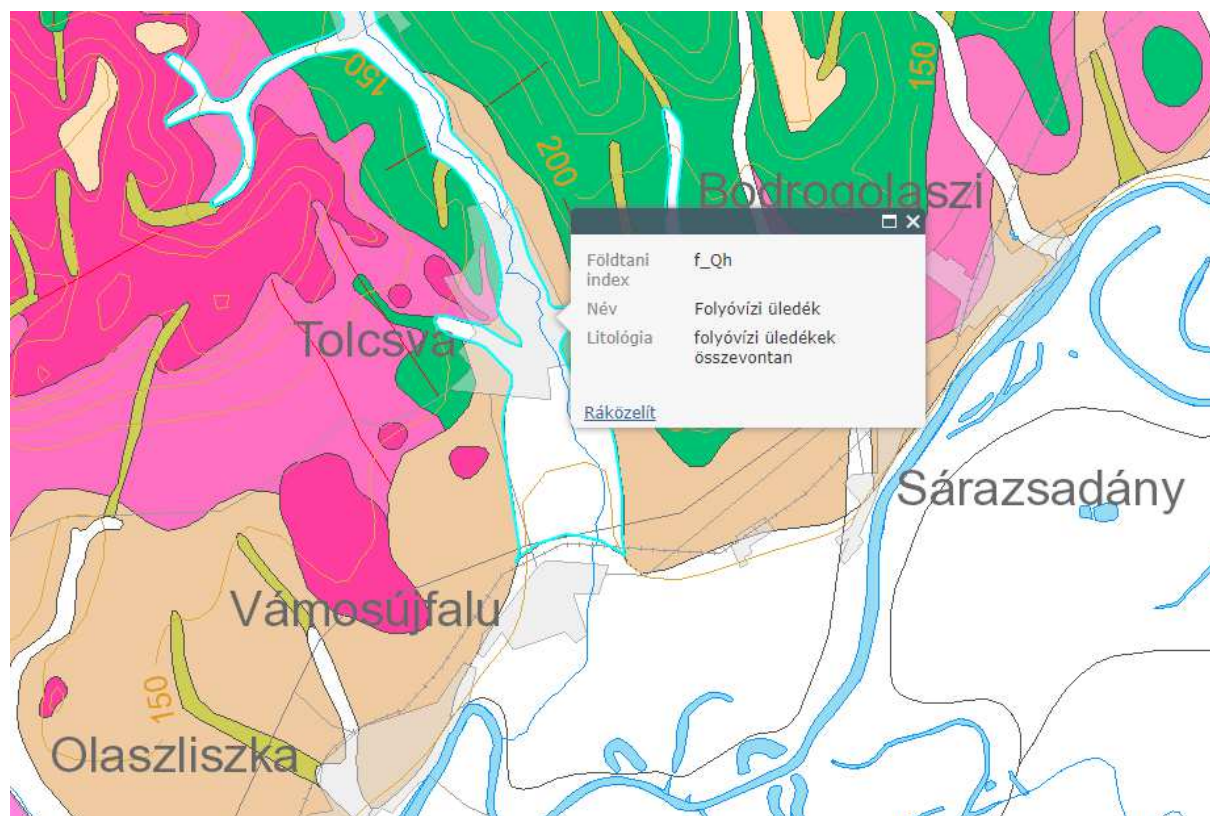 150
150
200
Bodrogolaszi
Földtani index
f_Qh
Név
Folyóvízi üledék
Litológia
folyóvízi üledékek
összevontan
Ráközelít
Tolcsva
Sárazsadány
Vámosújfalu
150
Olaszliszka